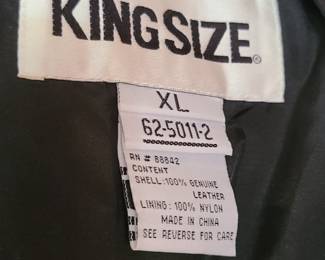 KINGSIZE®
XL
62-5011-2
RN # 88842
CONTENT
SHELL: 100% GENUINE
LEATHER
LINING: 100% NYLON
MADE IN CHINA
SEE REVERSE FOR CARE